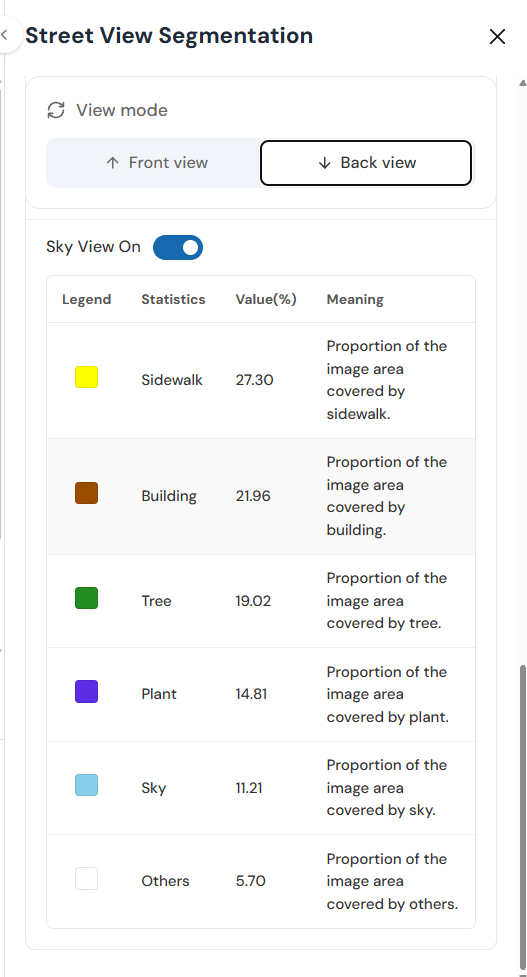 Street View Segmentation
View mode
Front view
Back view
Sky View On
Legend Statistics Value(%) Meaning
Sidewalk 27.30 Proportion of the
image area
covered by
sidewalk.
Building 21.96 Proportion of the
image area
covered by
building.
Tree 19.02 Proportion of the
image area
covered by tree.
Plant 14.81 Proportion of the
image area
covered by plant.
Sky 11.21 Proportion of the
image area
covered by sky.
Others 5.70 Proportion of the
image area
covered by others.